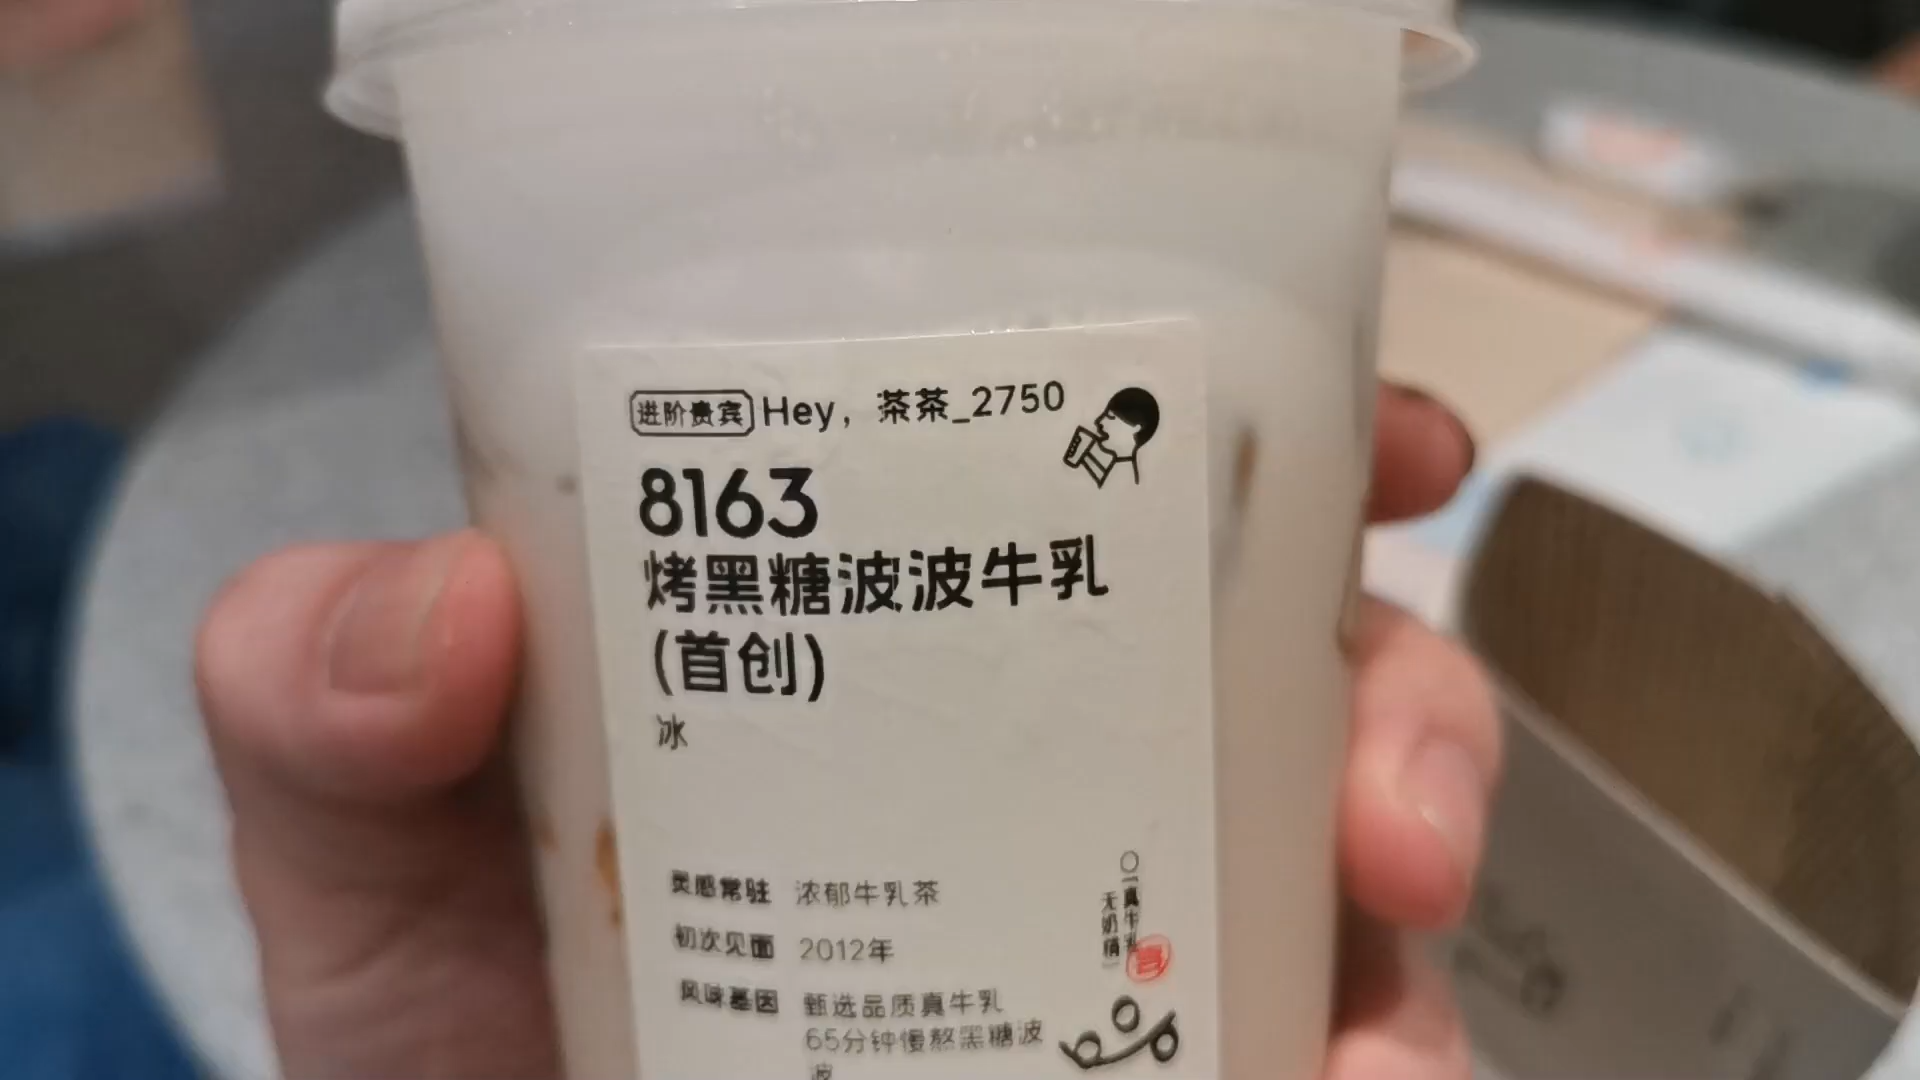 进阶贵宾 Hey，茶茶_2750
8163
烤黑糖波波牛乳
(首创)
冰
灵感常驻 浓郁牛乳茶
初次见面 2012年
风味基因 甄选品质真牛乳
65分钟慢熬黑糖波
波
「真牛乳
无奶精」